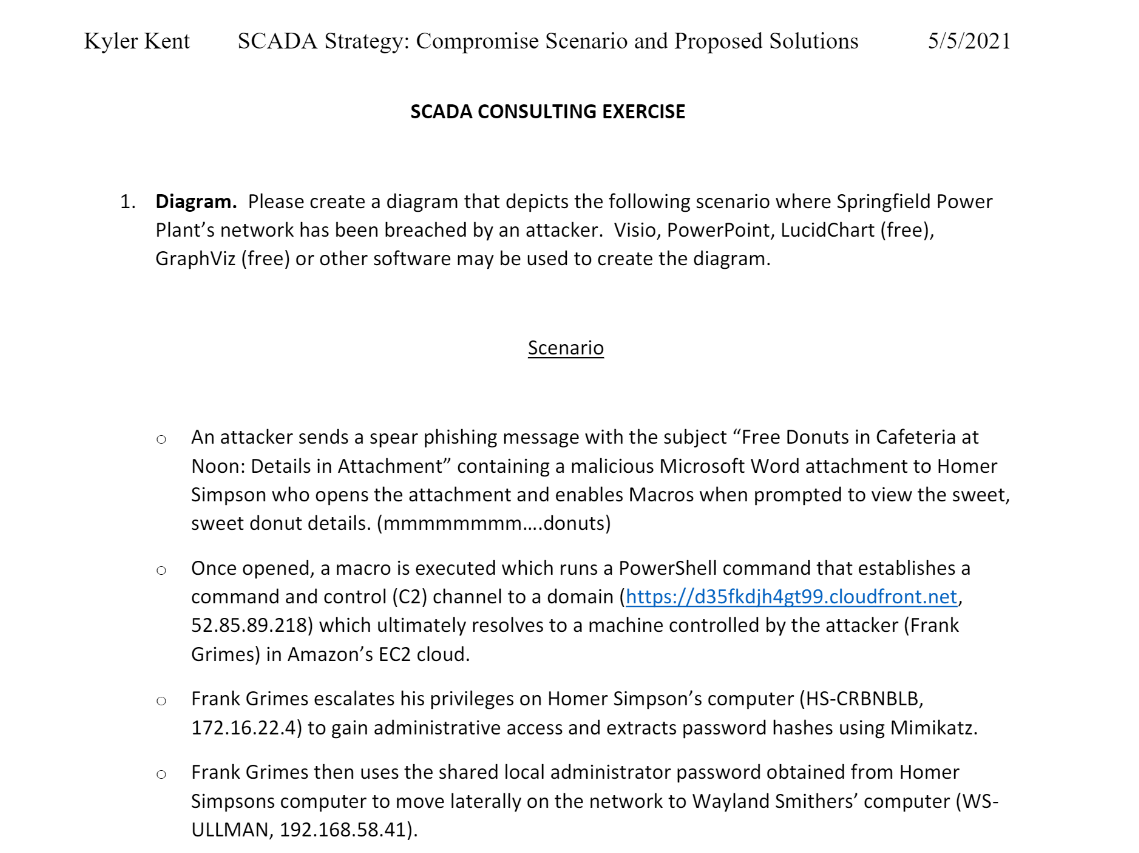 Kyler Kent SCADA Strategy: Compromise Scenario and Proposed Solutions 5/5/2021
SCADA CONSULTING EXERCISE
1. Diagram. Please create a diagram that depicts the following scenario where Springfield Power
Plant’s network has been breached by an attacker. Visio, PowerPoint, LucidChart (free),
GraphViz (free) or other software may be used to create the diagram.
Scenario
o An attacker sends a spear phishing message with the subject “Free Donuts in Cafeteria at
Noon: Details in Attachment” containing a malicious Microsoft Word attachment to Homer
Simpson who opens the attachment and enables Macros when prompted to view the sweet,
sweet donut details. (mmmmmmmm….donuts)
o Once opened, a macro is executed which runs a PowerShell command that establishes a
command and control (C2) channel to a domain (https://d35fkdjh4gt99.cloudfront.net,
52.85.89.218) which ultimately resolves to a machine controlled by the attacker (Frank
Grimes) in Amazon’s EC2 cloud.
o Frank Grimes escalates his privileges on Homer Simpson’s computer (HS-CRBNBLB,
172.16.22.4) to gain administrative access and extracts password hashes using Mimikatz.
o Frank Grimes then uses the shared local administrator password obtained from Homer
Simpsons computer to move laterally on the network to Wayland Smithers’ computer (WS-
ULLMAN, 192.168.58.41).